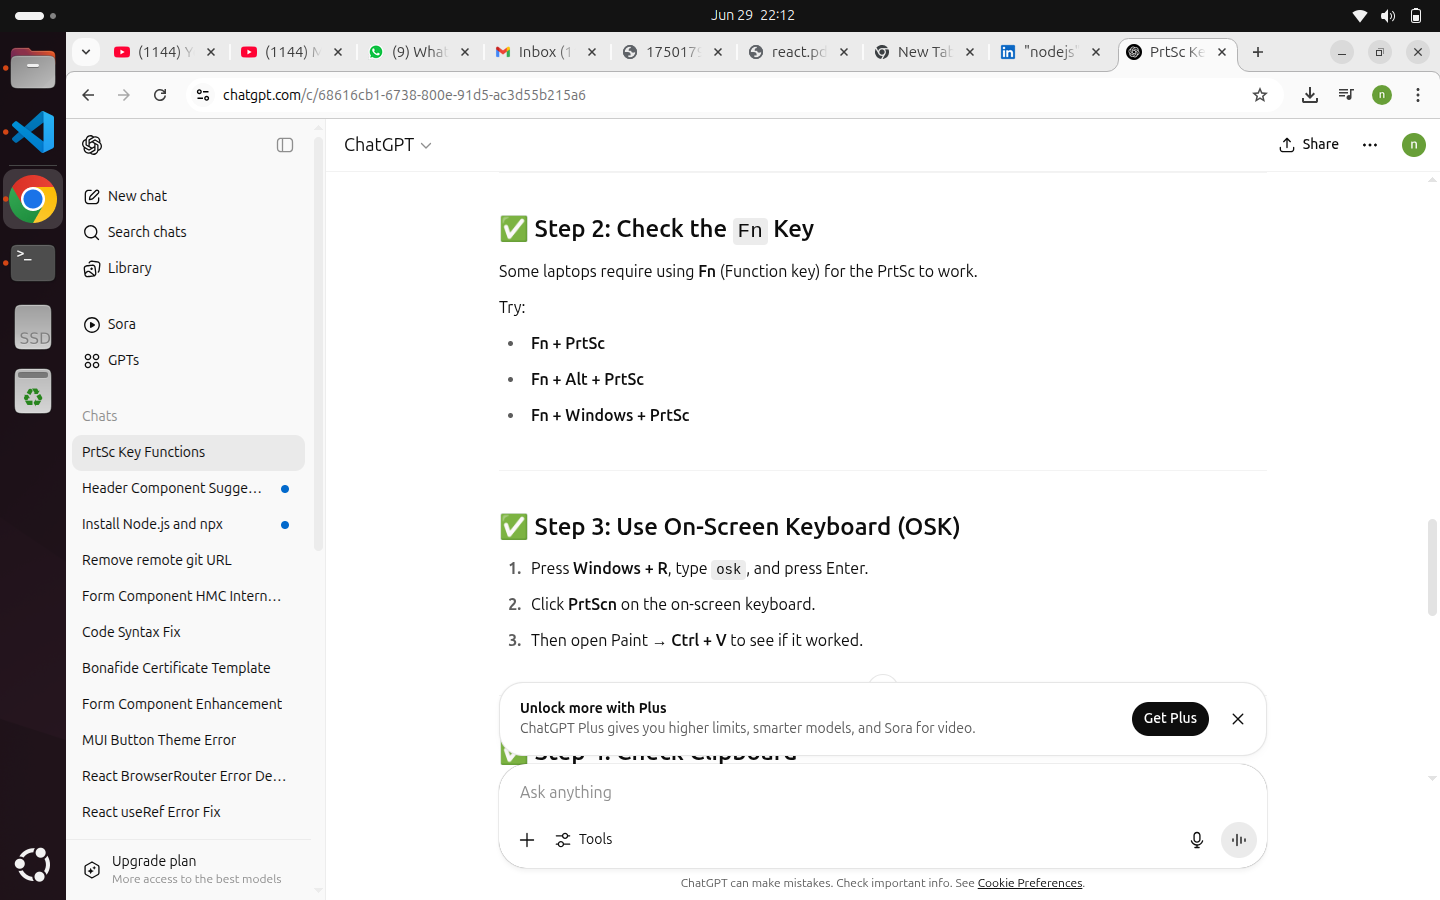 Jun 29 22:12
(1144) Y
(1144) M
(9) What
Inbox (1
1750179
react.pd
New Tab
"nodejs"
PrtSc Ke
chatgpt.com/c/68616cb1-6738-800e-91d5-ac3d55b215a6
n
New chat
Search chats
Library
Sora
GPTs
Chats
PrtSc Key Functions
Header Component Sugge...
Install Node.js and npx
Remove remote git URL
Form Component HMC Intern...
Code Syntax Fix
Bonafide Certificate Template
Form Component Enhancement
MUI Button Theme Error
React BrowserRouter Error De...
React useRef Error Fix
Upgrade plan
More access to the best models
SSD
ChatGPT
Share
n
✅ Step 2: Check the Fn Key
Some laptops require using Fn (Function key) for the PrtSc to work.
Try:
• Fn + PrtSc
• Fn + Alt + PrtSc
• Fn + Windows + PrtSc
✅ Step 3: Use On-Screen Keyboard (OSK)
1. Press Windows + R, type osk, and press Enter.
2. Click PrtScn on the on-screen keyboard.
3. Then open Paint → Ctrl + V to see if it worked.
Unlock more with Plus
ChatGPT Plus gives you higher limits, smarter models, and Sora for video.
Get Plus
✅ Step 4: Check Clipboard
Ask anything
Tools
ChatGPT can make mistakes. Check important info. See Cookie Preferences.